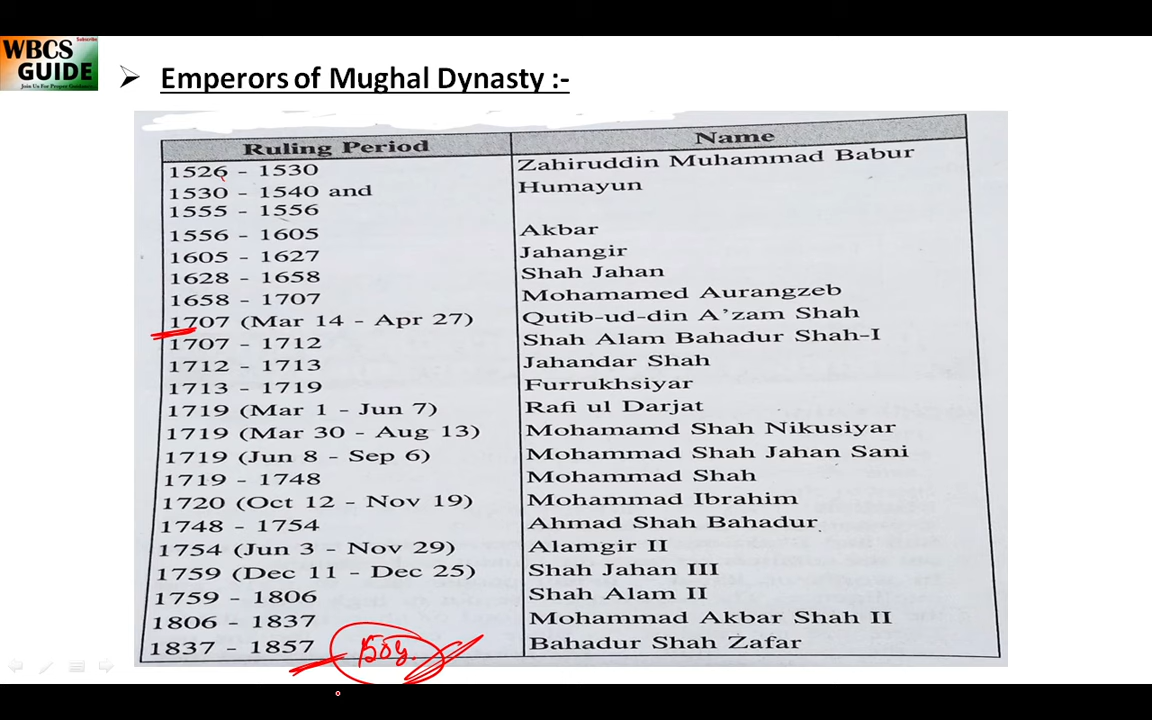 Subscribe
WBCS
GUIDE
Join Us For Proper Guidance
➢ Emperors of Mughal Dynasty :-
Ruling Period Name
1526 - 1530 Zahiruddin Muhammad Babur
1530 - 1540 and Humayun
1555 - 1556
1556 - 1605 Akbar
1605 - 1627 Jahangir
1628 - 1658 Shah Jahan
1658 - 1707 Mohamamed Aurangzeb
1707 (Mar 14 - Apr 27) Qutib-ud-din A’zam Shah
1707 - 1712 Shah Alam Bahadur Shah-I
1712 - 1713 Jahandar Shah
1713 - 1719 Furrukhsiyar
1719 (Mar 1 - Jun 7) Rafi ul Darjat
1719 (Mar 30 - Aug 13) Mohamamd Shah Nikusiyar
1719 (Jun 8 - Sep 6) Mohammad Shah Jahan Sani
1719 - 1748 Mohammad Shah
1720 (Oct 12 - Nov 19) Mohammad Ibrahim
1748 - 1754 Ahmad Shah Bahadur
1754 (Jun 3 - Nov 29) Alamgir II
1759 (Dec 11 - Dec 25) Shah Jahan III
1759 - 1806 Shah Alam II
1806 - 1837 Mohammad Akbar Shah II
1837 - 1857 Bahadur Shah Zafar